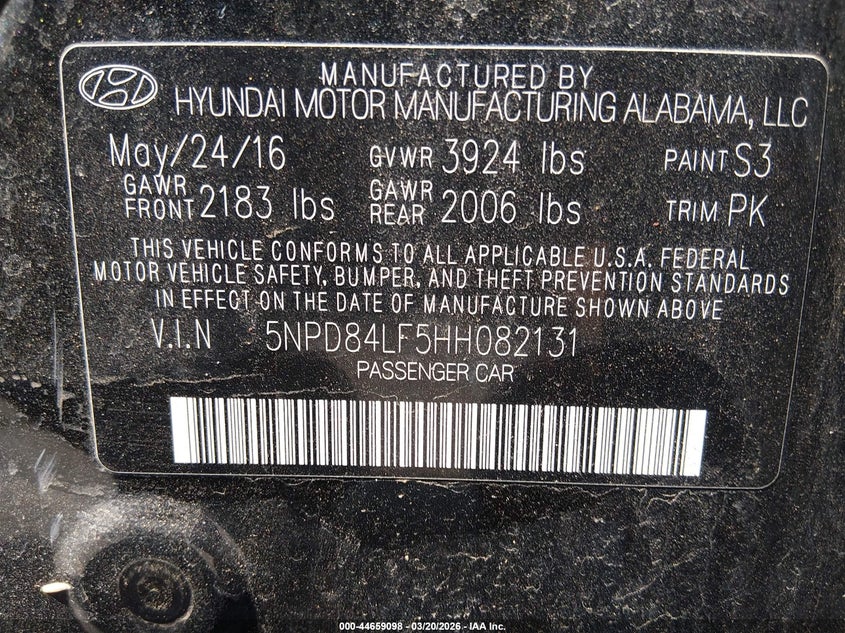 MANUFACTURED BY
HYUNDAI MOTOR MANUFACTURING ALABAMA, LLC
May/24/16 GVWR 3924 lbs PAINT S3
GAWR FRONT 2183 lbs GAWR REAR 2006 lbs TRIM PK
THIS VEHICLE CONFORMS TO ALL APPLICABLE U.S.A. FEDERAL
MOTOR VEHICLE SAFETY, BUMPER, AND THEFT PREVENTION STANDARDS
IN EFFECT ON THE DATE OF MANUFACTURE SHOWN ABOVE
V.I.N 5NPD84LF5HH082131
PASSENGER CAR
000-44659098 - 03/20/2026 - IAA Inc.